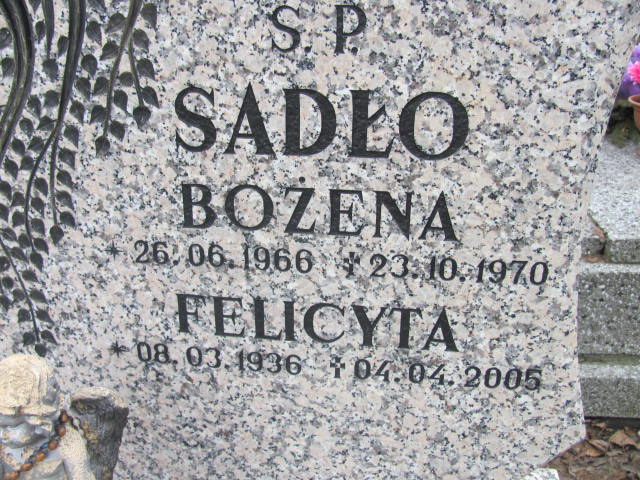 S.P.
SADŁO
BOŻENA
* 26.06.1966 ✝ 23.10.1970
FELICYTA
* 08.03.1936 ✝ 04.04.2005